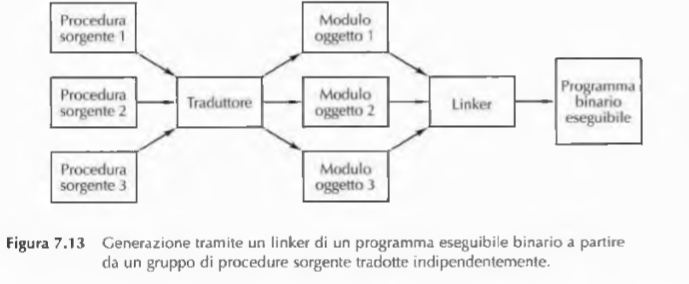 Procedura
sorgente 1
Modulo
oggetto 1
Procedura
sorgente 2
Traduttore
Modulo
oggetto 2
Linker
Programma
binario
eseguibile
Procedura
sorgente 3
Modulo
oggetto 3
Figura 7.13 Generazione tramite un linker di un programma eseguibile binario a partire
da un gruppo di procedure sorgente tradotte indipendentemente.